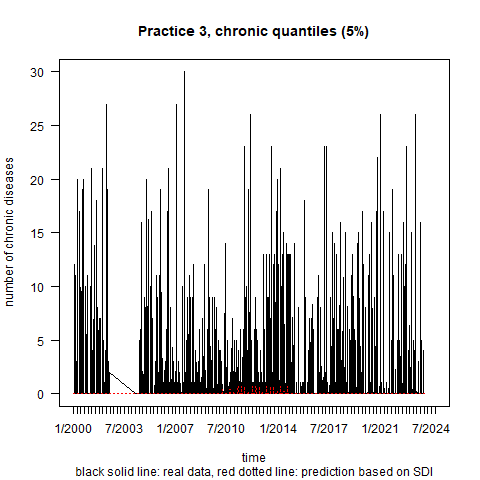 Practice 3, chronic quantiles (5%)
number of chronic diseases
30
25
20
15
10
5
0
1/2000 7/2003 1/2007 7/2010 1/2014 7/2017 1/2021 7/2024
time
black solid line: real data, red dotted line: prediction based on SDI